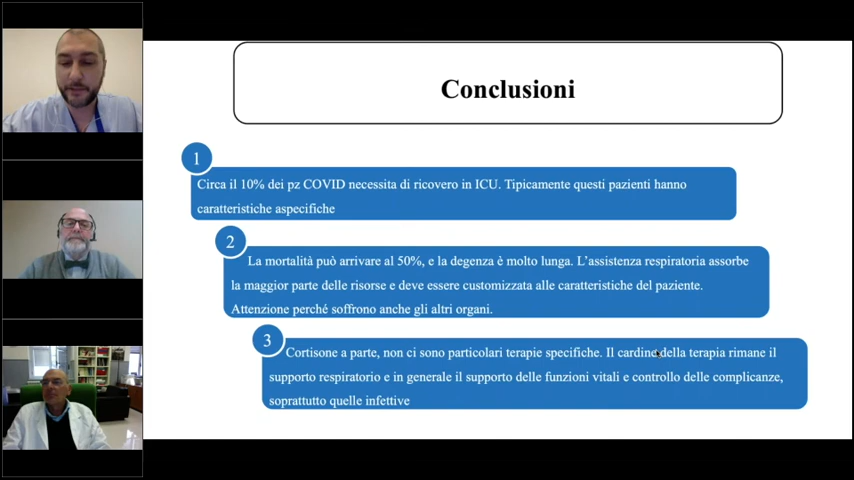 Conclusioni
1
Circa il 10% dei pz COVID necessita di ricovero in ICU. Tipicamente questi pazienti hanno
caratteristiche aspecifiche
2
La mortalità può arrivare al 50%, e la degenza è molto lunga. L'assistenza respiratoria assorbe
la maggior parte delle risorse e deve essere customizzata alle caratteristiche del paziente.
Attenzione perché soffrono anche gli altri organi.
3
Cortisone a parte, non ci sono particolari terapie specifiche. Il cardine della terapia rimane il
supporto respiratorio e in generale il supporto delle funzioni vitali e controllo delle complicanze,
soprattutto quelle infettive